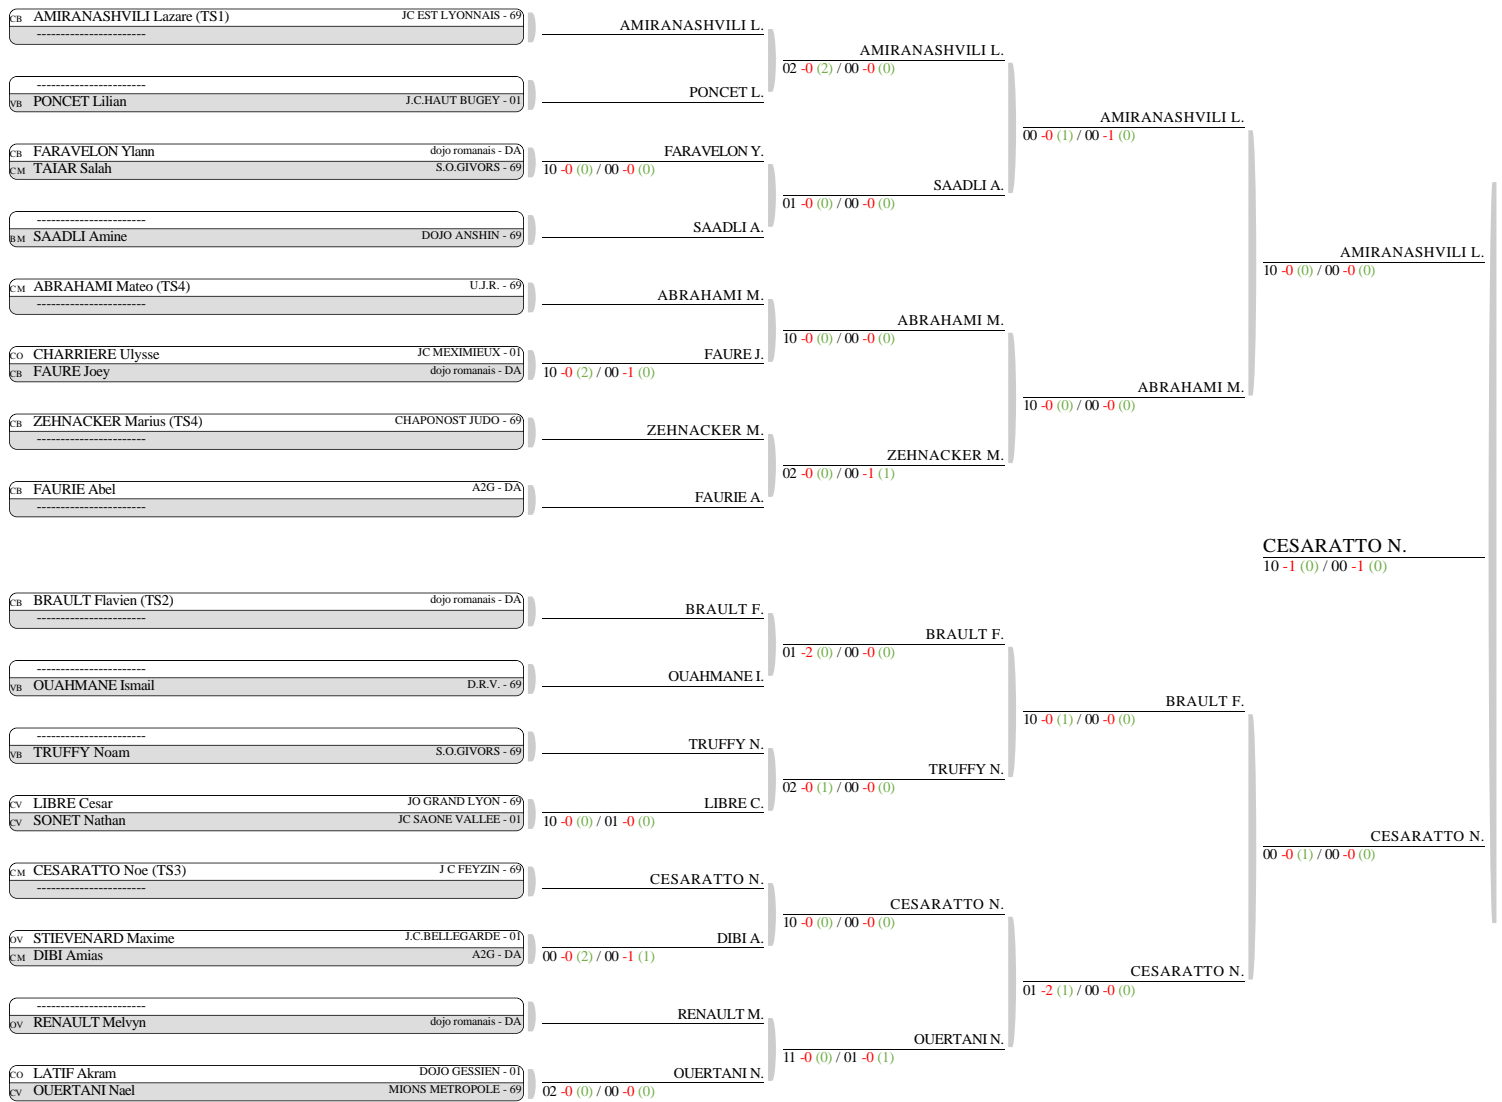 CB AMIRANASHVILI Lazare (TS1) JC EST LYONNAIS - 69
-----------------------
-----------------------
VB PONCET Lilian J.C.HAUT BUGEY - 01
CB FARAVELON Ylann dojo romanais - DA
CM TAIAR Salah S.O.GIVORS - 69
-----------------------
BM SAADLI Amine DOJO ANSHIN - 69
CM ABRAHAMI Mateo (TS4) U.J.R. - 69
-----------------------
CO CHARRIERE Ulysse JC MEXIMIEUX - 01
CB FAURE Joey dojo romanais - DA
CB ZEHNACKER Marius (TS4) CHAPONOST JUDO - 69
-----------------------
CB FAURIE Abel A2G - DA
-----------------------
CB BRAULT Flavien (TS2) dojo romanais - DA
-----------------------
-----------------------
VB OUAHMANE Ismail D.R.V. - 69
-----------------------
VB TRUFFY Noam S.O.GIVORS - 69
CV LIBRE Cesar JO GRAND LYON - 69
CV SONET Nathan JC SAONE VALLEE - 01
CM CESARATTO Noe (TS3) J C FEYZIN - 69
-----------------------
OV STIEVENARD Maxime J.C.BELLEGARDE - 01
CM DIBI Amias A2G - DA
-----------------------
OV RENAULT Melvyn dojo romanais - DA
CO LATIF Akram DOJO GESSIEN - 01
CV OUERTANI Nael MIONS METROPOLE - 69
AMIRANASHVILI L.
PONCET L.
FARAVELON Y.
10 -0 (0) / 00 -0 (0)
SAADLI A.
ABRAHAMI M.
FAURE J.
10 -0 (2) / 00 -1 (0)
ZEHNACKER M.
FAURIE A.
BRAULT F.
OUAHMANE I.
TRUFFY N.
LIBRE C.
10 -0 (0) / 01 -0 (0)
CESARATTO N.
DIBI A.
00 -0 (2) / 00 -1 (1)
RENAULT M.
OUERTANI N.
02 -0 (0) / 00 -0 (0)
AMIRANASHVILI L.
02 -0 (2) / 00 -0 (0)
SAADLI A.
01 -0 (0) / 00 -0 (0)
ABRAHAMI M.
10 -0 (0) / 00 -0 (0)
ZEHNACKER M.
02 -0 (0) / 00 -1 (1)
BRAULT F.
01 -2 (0) / 00 -0 (0)
TRUFFY N.
02 -0 (1) / 00 -0 (0)
CESARATTO N.
10 -0 (0) / 00 -0 (0)
OUERTANI N.
11 -0 (0) / 01 -0 (1)
AMIRANASHVILI L.
00 -0 (1) / 00 -1 (0)
ABRAHAMI M.
10 -0 (0) / 00 -0 (0)
BRAULT F.
10 -0 (1) / 00 -0 (0)
CESARATTO N.
01 -2 (1) / 00 -0 (0)
AMIRANASHVILI L.
10 -0 (0) / 00 -0 (0)
CESARATTO N.
10 -1 (0) / 00 -1 (0)
CESARATTO N.
00 -0 (1) / 00 -0 (0)